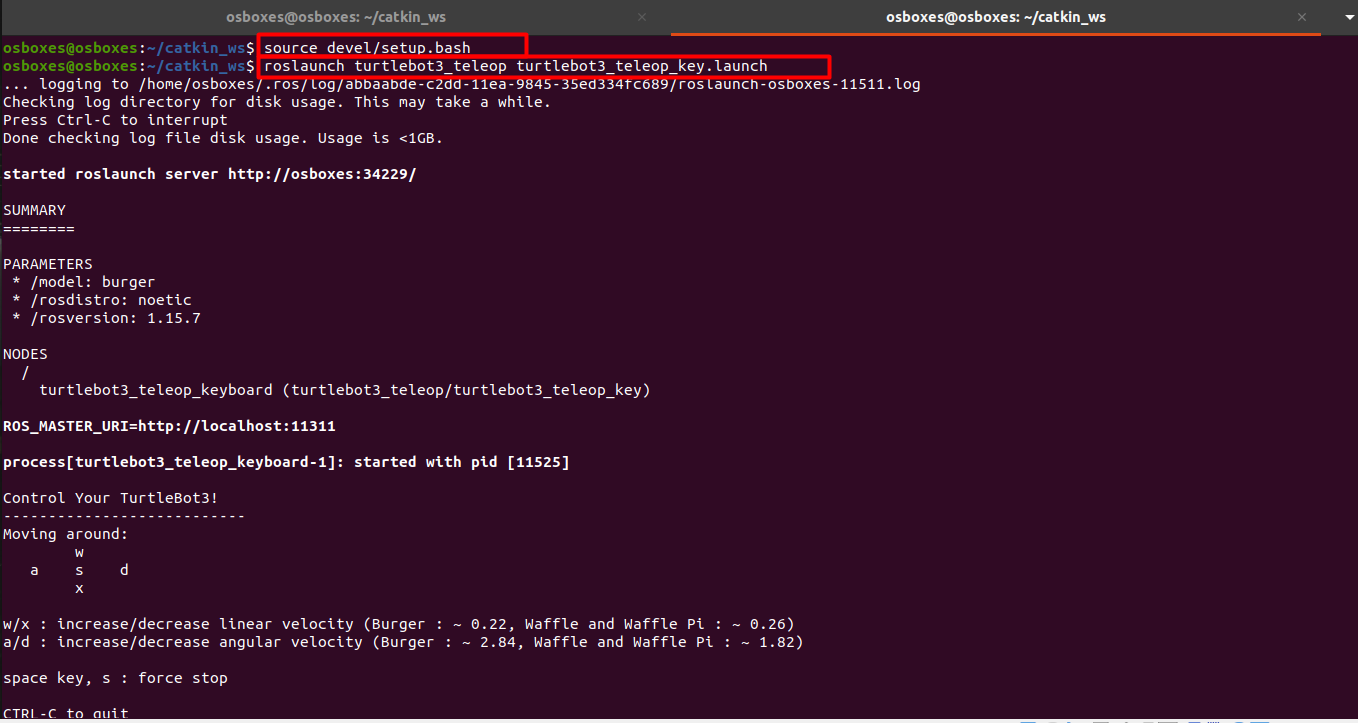 osboxes@osboxes: ~/catkin_ws × osboxes@osboxes: ~/catkin_ws ×
osboxes@osboxes:~/catkin_ws$ source devel/setup.bash
osboxes@osboxes:~/catkin_ws$ roslaunch turtlebot3_teleop turtlebot3_teleop_key.launch
... logging to /home/osboxes/.ros/log/abbaabde-c2dd-11ea-9845-35ed334fc689/roslaunch-osboxes-11511.log
Checking log directory for disk usage. This may take a while.
Press Ctrl-C to interrupt
Done checking log file disk usage. Usage is <1GB.
started roslaunch server http://osboxes:34229/
SUMMARY
========
PARAMETERS
* /model: burger
* /rosdistro: noetic
* /rosversion: 1.15.7
NODES
/
turtlebot3_teleop_keyboard (turtlebot3_teleop/turtlebot3_teleop_key)
ROS_MASTER_URI=http://localhost:11311
process[turtlebot3_teleop_keyboard-1]: started with pid [11525]
Control Your TurtleBot3!
---------------------------
Moving around:
w
a s d
x
w/x : increase/decrease linear velocity (Burger : ~ 0.22, Waffle and Waffle Pi : ~ 0.26)
a/d : increase/decrease angular velocity (Burger : ~ 2.84, Waffle and Waffle Pi : ~ 1.82)
space key, s : force stop
CTRL-C to quit